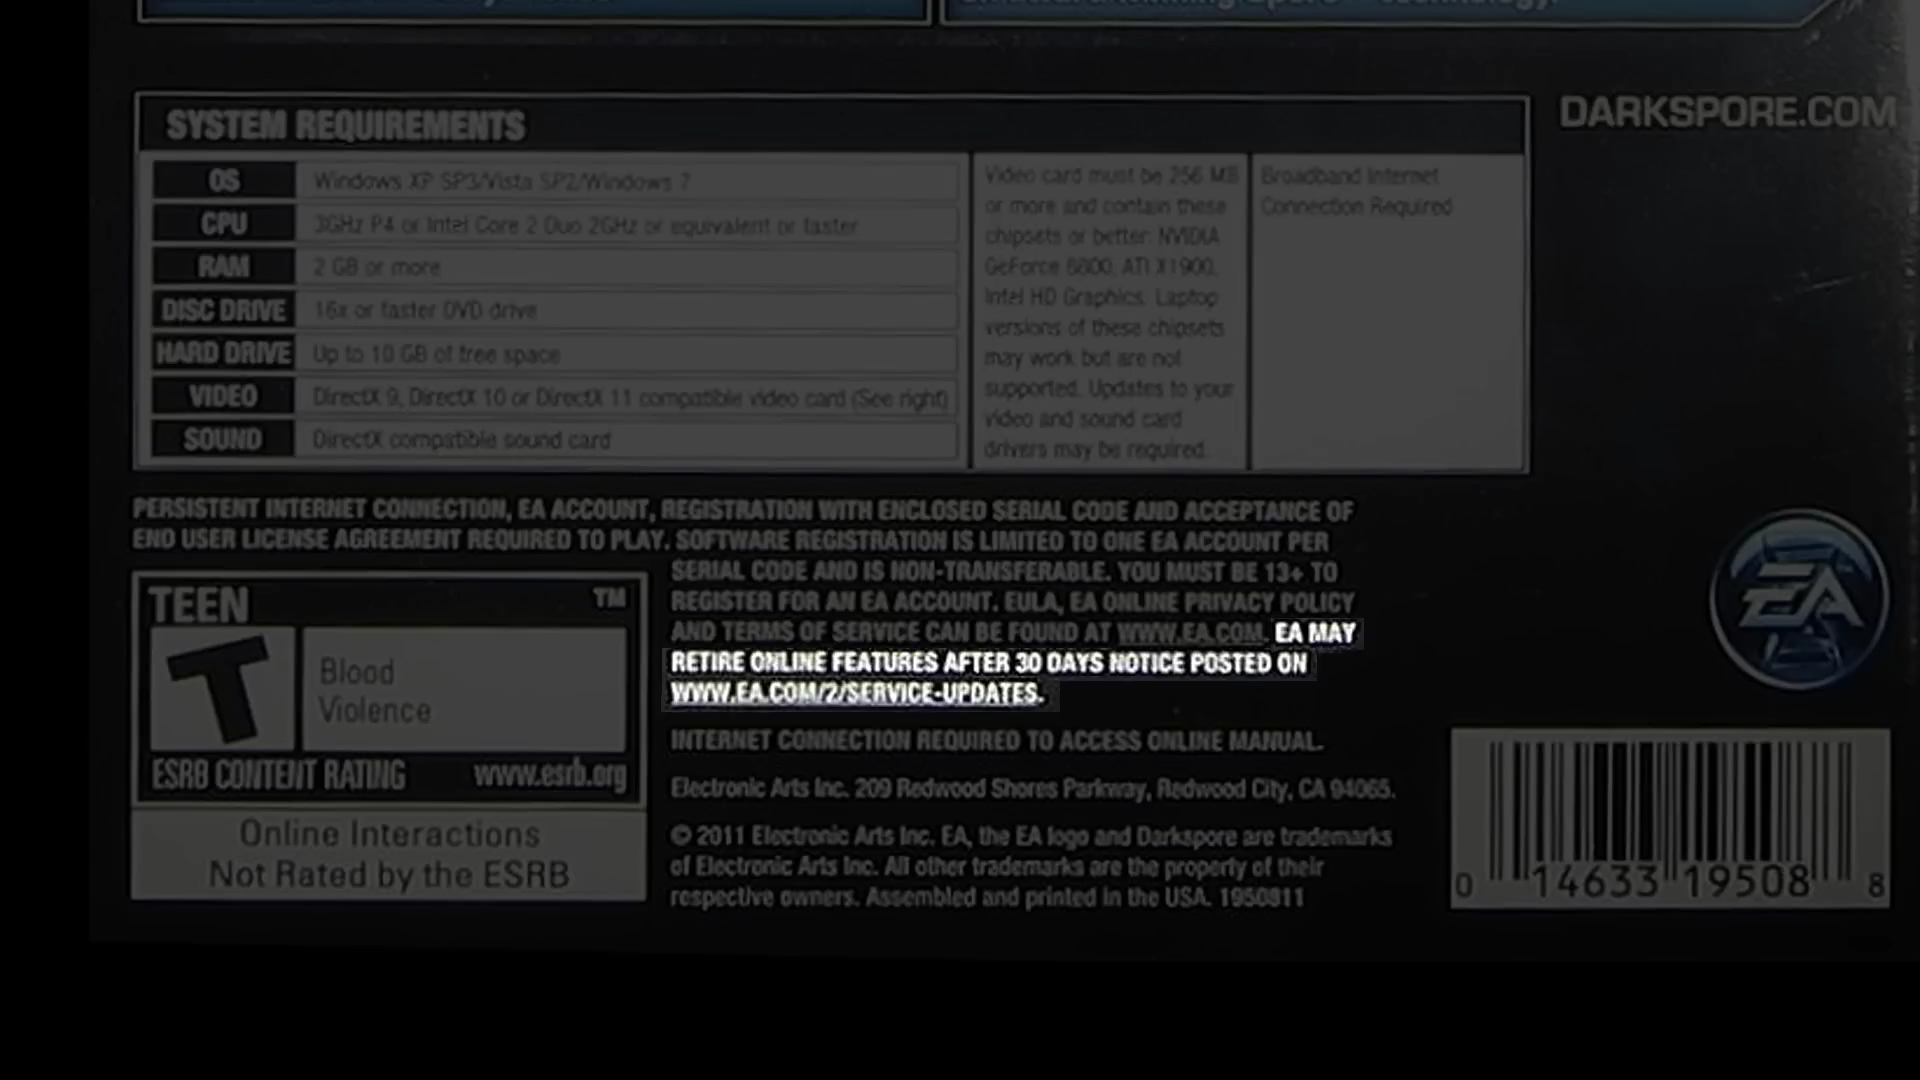 SYSTEM REQUIREMENTS
DARKSPORE.COM
OS
Windows XP SP3/Vista SP2/Windows 7
CPU
3GHz P4 or Intel Core 2 Duo 2GHz or equivalent or faster
RAM
2 GB or more
DISC DRIVE
16x or faster DVD drive
HARD DRIVE
Up to 10 GB of free space
VIDEO
DirectX 9, DirectX 10 or DirectX 11 compatible video card (See right)
SOUND
DirectX compatible sound card
Video card must be 256 MB
or more and contain these
chipsets or better: NVIDIA
GeForce 6800, ATI X1900,
Intel HD Graphics. Laptop
versions of these chipsets
may work but are not
supported. Updates to your
video and sound card
drivers may be required.
Broadband Internet
Connection Required
PERSISTENT INTERNET CONNECTION, EA ACCOUNT, REGISTRATION WITH ENCLOSED SERIAL CODE AND ACCEPTANCE OF
END USER LICENSE AGREEMENT REQUIRED TO PLAY. SOFTWARE REGISTRATION IS LIMITED TO ONE EA ACCOUNT PER
SERIAL CODE AND IS NON-TRANSFERABLE. YOU MUST BE 13+ TO
REGISTER FOR AN EA ACCOUNT. EULA, EA ONLINE PRIVACY POLICY
AND TERMS OF SERVICE CAN BE FOUND AT WWW.EA.COM. EA MAY
RETIRE ONLINE FEATURES AFTER 30 DAYS NOTICE POSTED ON
WWW.EA.COM/2/SERVICE-UPDATES.
INTERNET CONNECTION REQUIRED TO ACCESS ONLINE MANUAL.
Electronic Arts Inc. 209 Redwood Shores Parkway, Redwood City, CA 94065.
© 2011 Electronic Arts Inc. EA, the EA logo and Darkspore are trademarks
of Electronic Arts Inc. All other trademarks are the property of their
respective owners. Assembled and printed in the USA. 1950811
TEEN ™
T
Blood
Violence
ESRB CONTENT RATING www.esrb.org
Online Interactions
Not Rated by the ESRB
EA
0 14633 19508 8